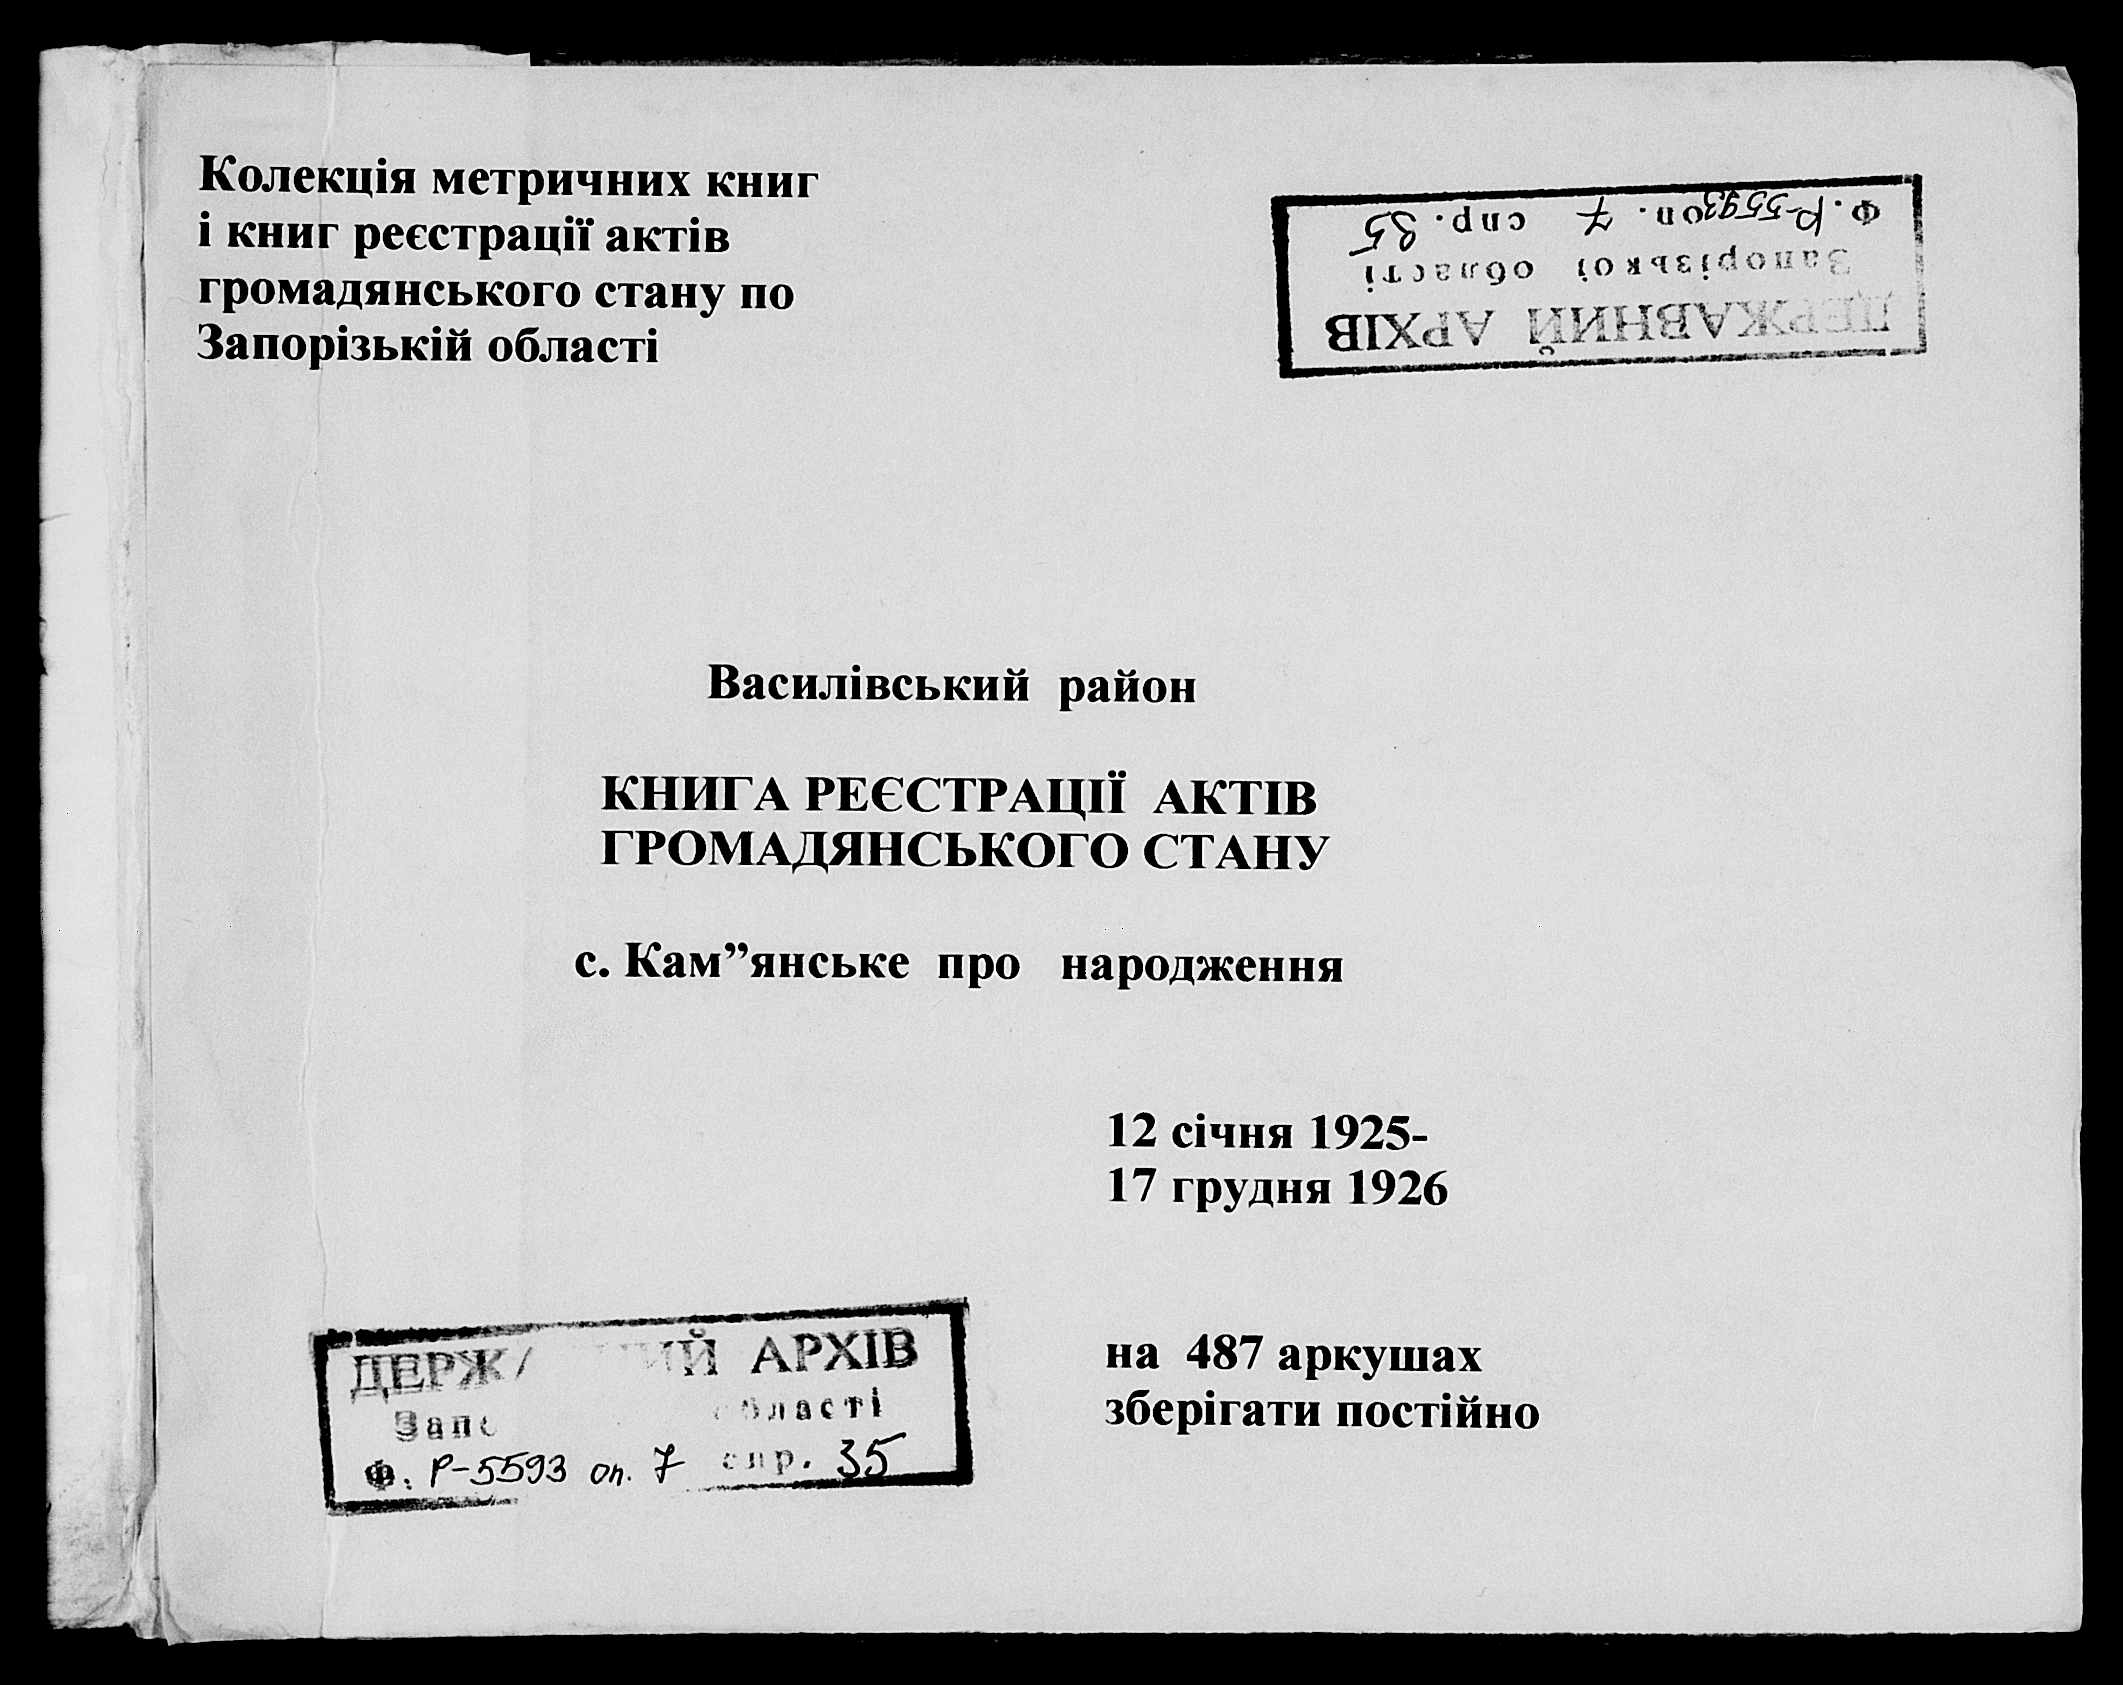 Колекція метричних книг
і книг реєстрації актів
громадянського стану по
Запорізькій області
ДЕРЖАВНИЙ АРХІВ
Запорізької області
Ф. Р-5593 оп. 7 спр. 35
Василівський район
КНИГА РЕЄСТРАЦІЇ АКТІВ
ГРОМАДЯНСЬКОГО СТАНУ
с. Кам”янське про народження
12 січня 1925-
17 грудня 1926
на 487 аркушах
зберігати постійно
АРХІВ
області
Ф. Р-5593 оп. 7 спр. 35